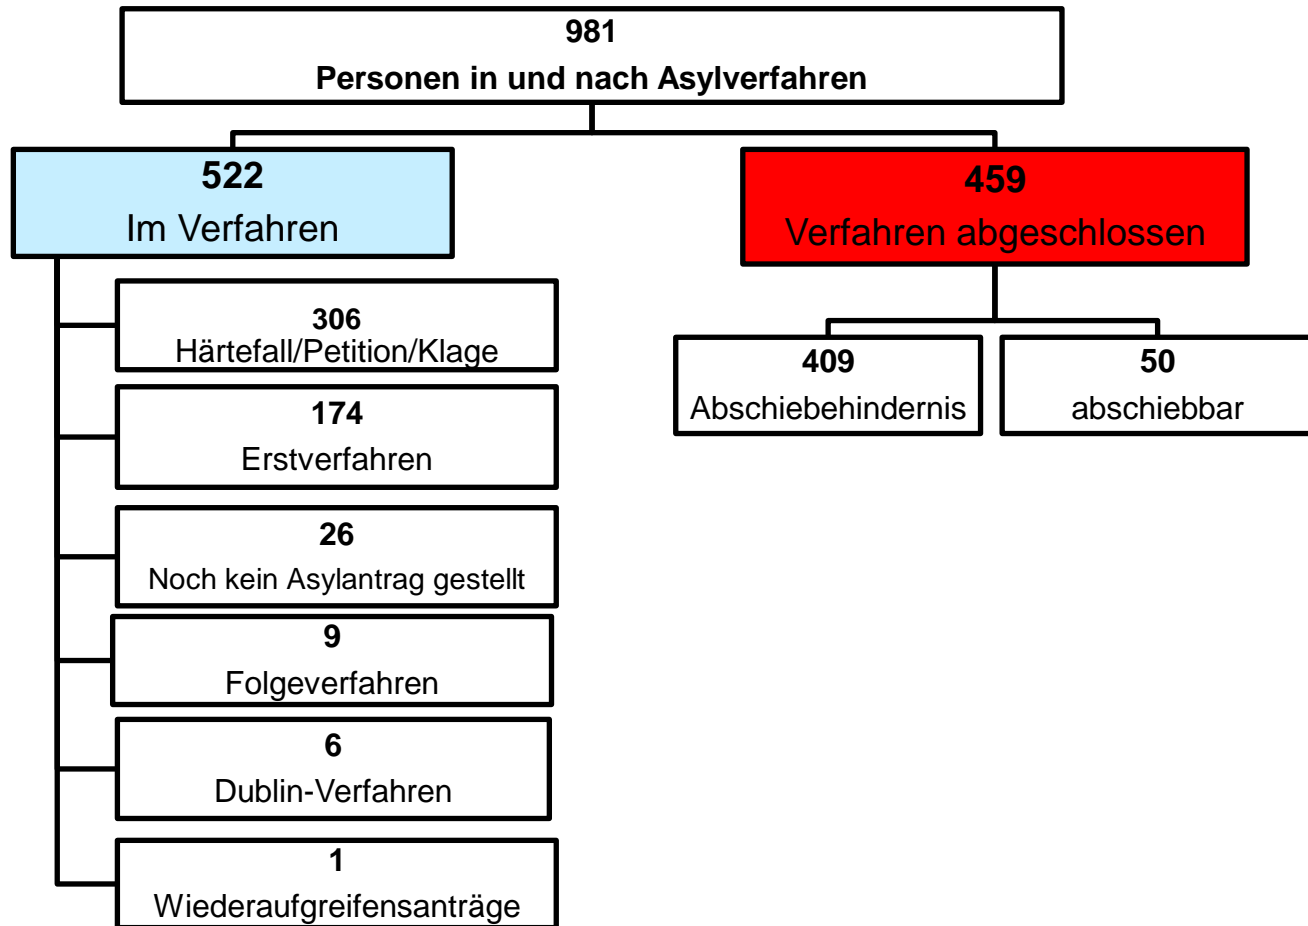 981
Personen in und nach Asylverfahren
522
Im Verfahren
459
Verfahren abgeschlossen
306
Härtefall/Petition/Klage
174
Erstverfahren
26
Noch kein Asylantrag gestellt
9
Folgeverfahren
6
Dublin-Verfahren
1
Wiederaufgreifensanträge
409
Abschiebehindernis
50
abschiebbar